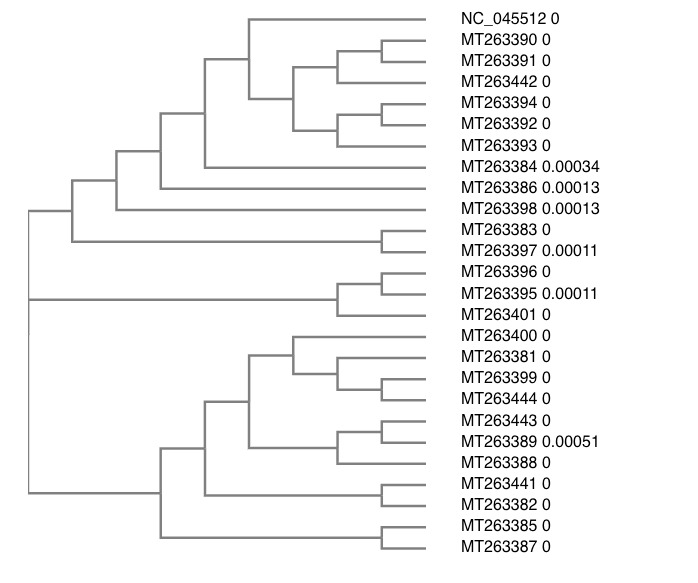 NC_045512 0
MT263390 0
MT263391 0
MT263442 0
MT263394 0
MT263392 0
MT263393 0
MT263384 0.00034
MT263386 0.00013
MT263398 0.00013
MT263383 0
MT263397 0.00011
MT263396 0
MT263395 0.00011
MT263401 0
MT263400 0
MT263381 0
MT263399 0
MT263444 0
MT263443 0
MT263389 0.00051
MT263388 0
MT263441 0
MT263382 0
MT263385 0
MT263387 0